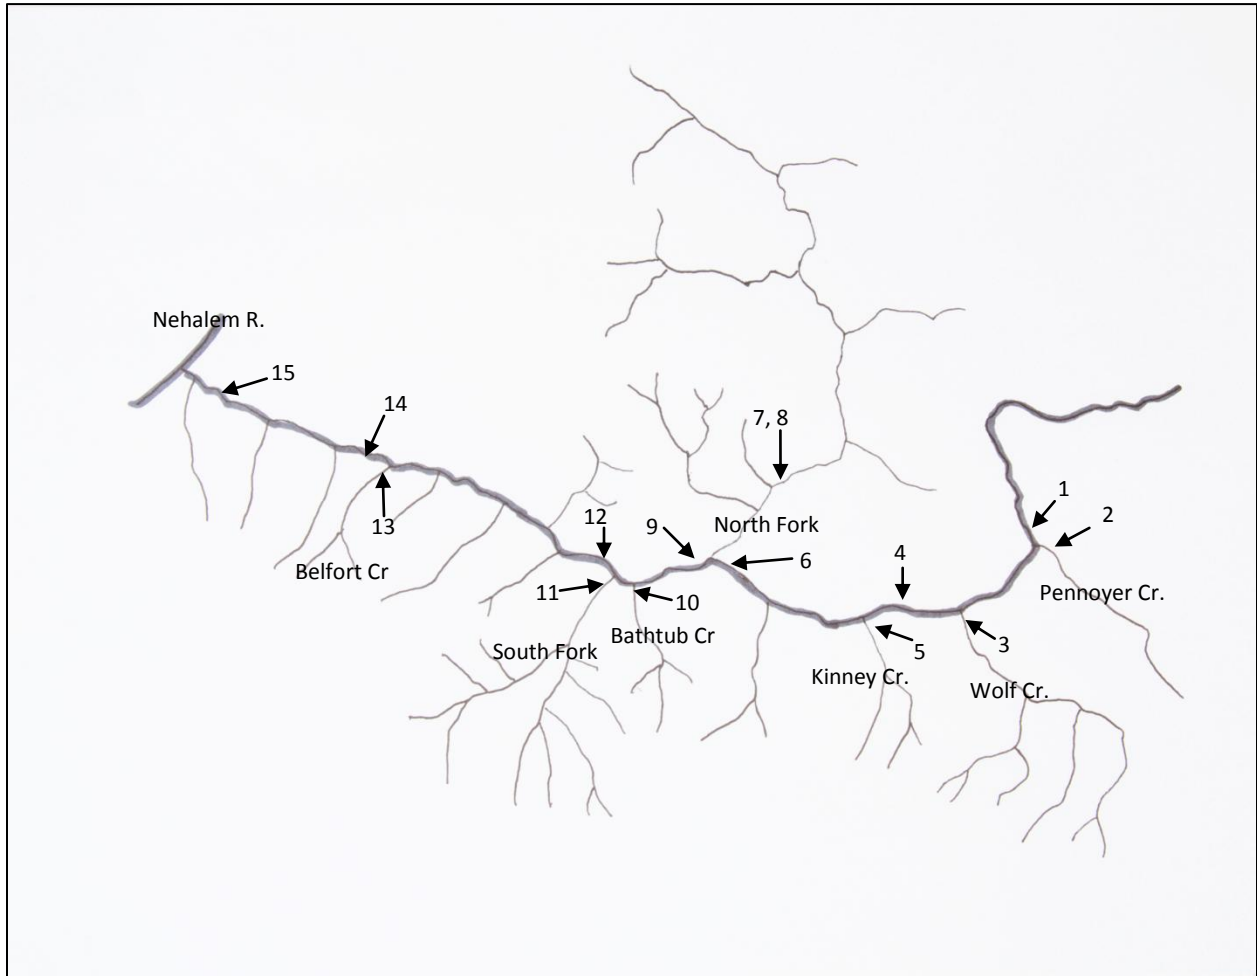 Nehalem R.
15
14
7, 8
1
2
13
12
9
North Fork
6
4
Belfort Cr
11
10
Pennoyer Cr.
Bathtub Cr
South Fork
5
3
Kinney Cr.
Wolf Cr.